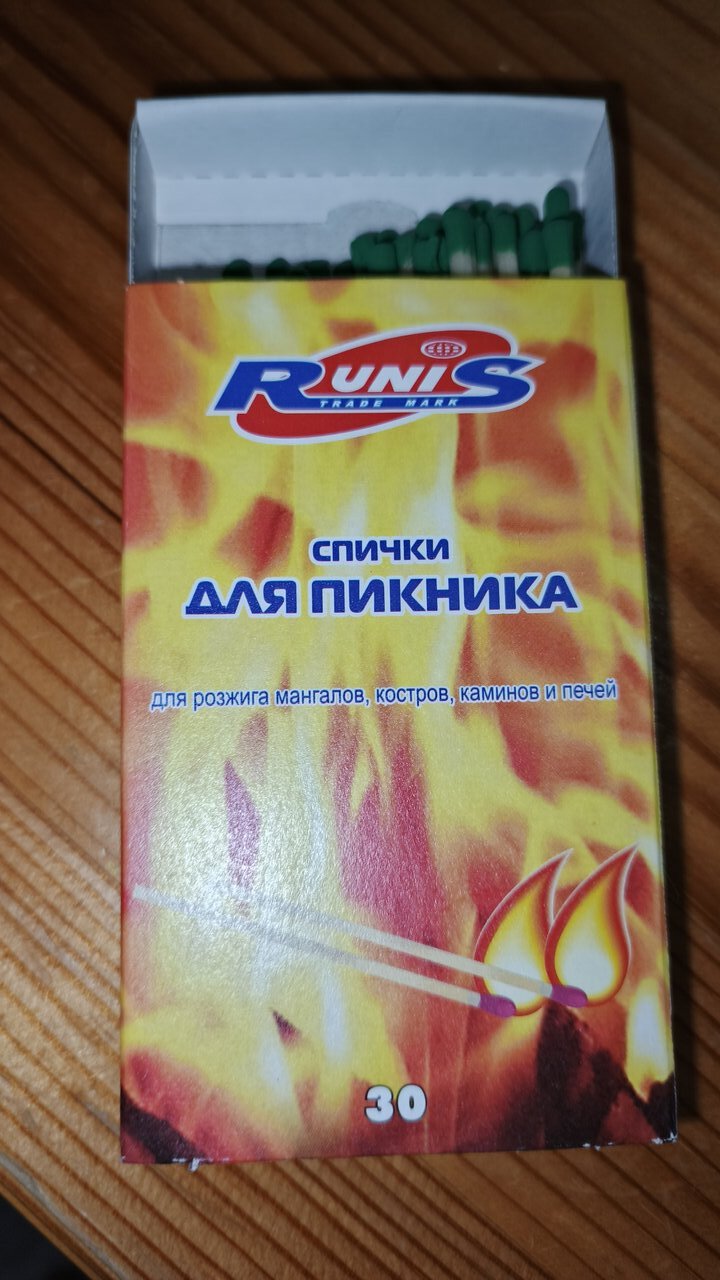 RUNIS
TRADE MARK
СПИЧКИ
ДЛЯ ПИКНИКА
для розжига мангалов, костров, каминов и печей
30